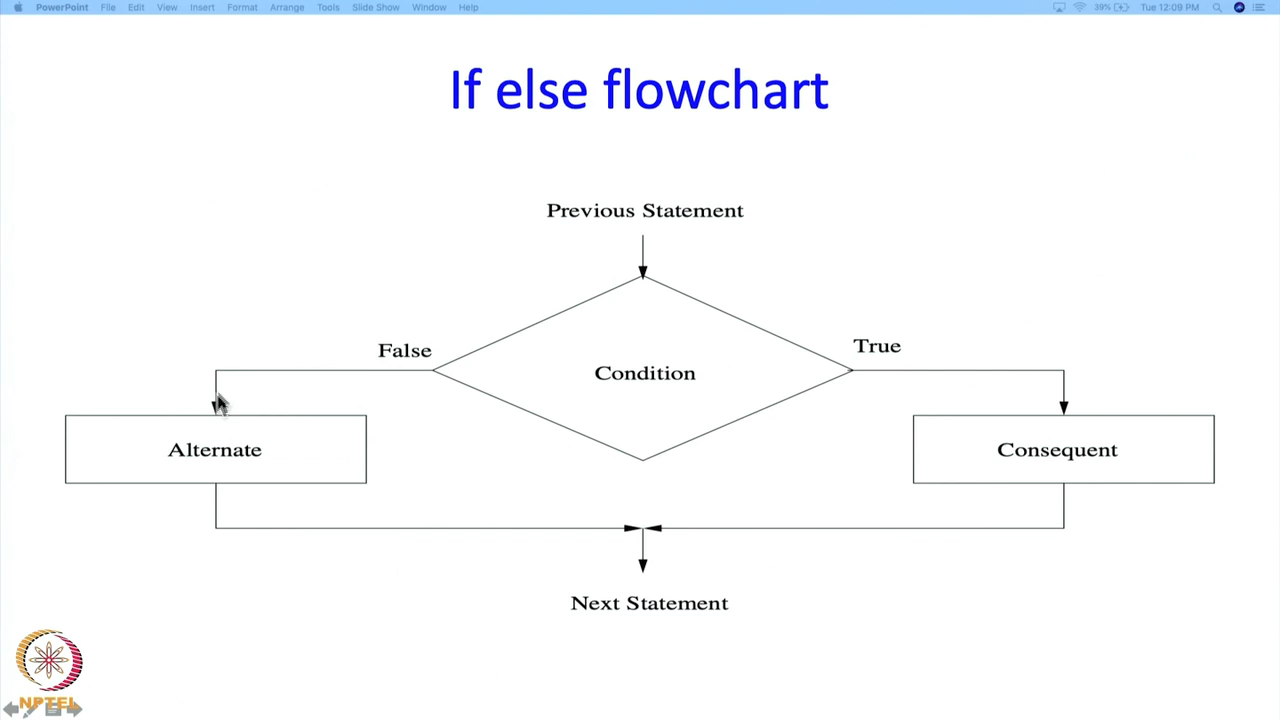 PowerPoint File Edit View Insert Format Arrange Tools Slide Show Window Help 39% Tue 12:09 PM
If else flowchart
Previous Statement
False
True
Condition
Alternate
Consequent
Next Statement
NPTEL